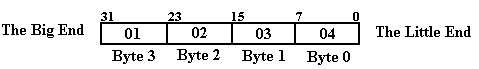 31 23 15 7 0
The Big End 01 02 03 04 The Little End
Byte 3 Byte 2 Byte 1 Byte 0